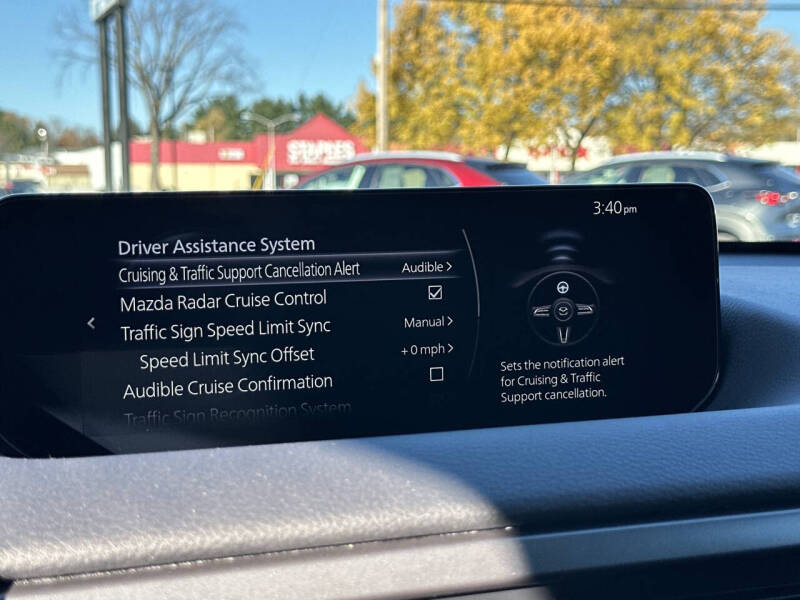 STAPLES
3:40pm
Driver Assistance System
Cruising & Traffic Support Cancellation Alert Audible >
Mazda Radar Cruise Control
Traffic Sign Speed Limit Sync Manual >
Speed Limit Sync Offset + 0 mph >
Audible Cruise Confirmation
Traffic Sign Recognition System
Sets the notification alert
for Cruising & Traffic
Support cancellation.